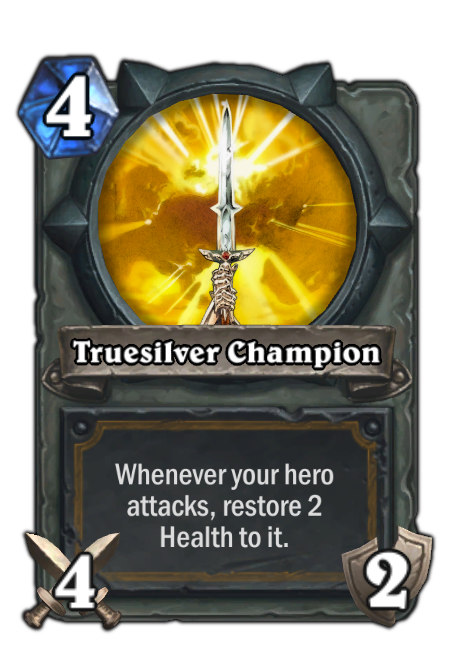 4
Truesilver Champion
Whenever your hero
attacks, restore 2
Health to it.
4
2